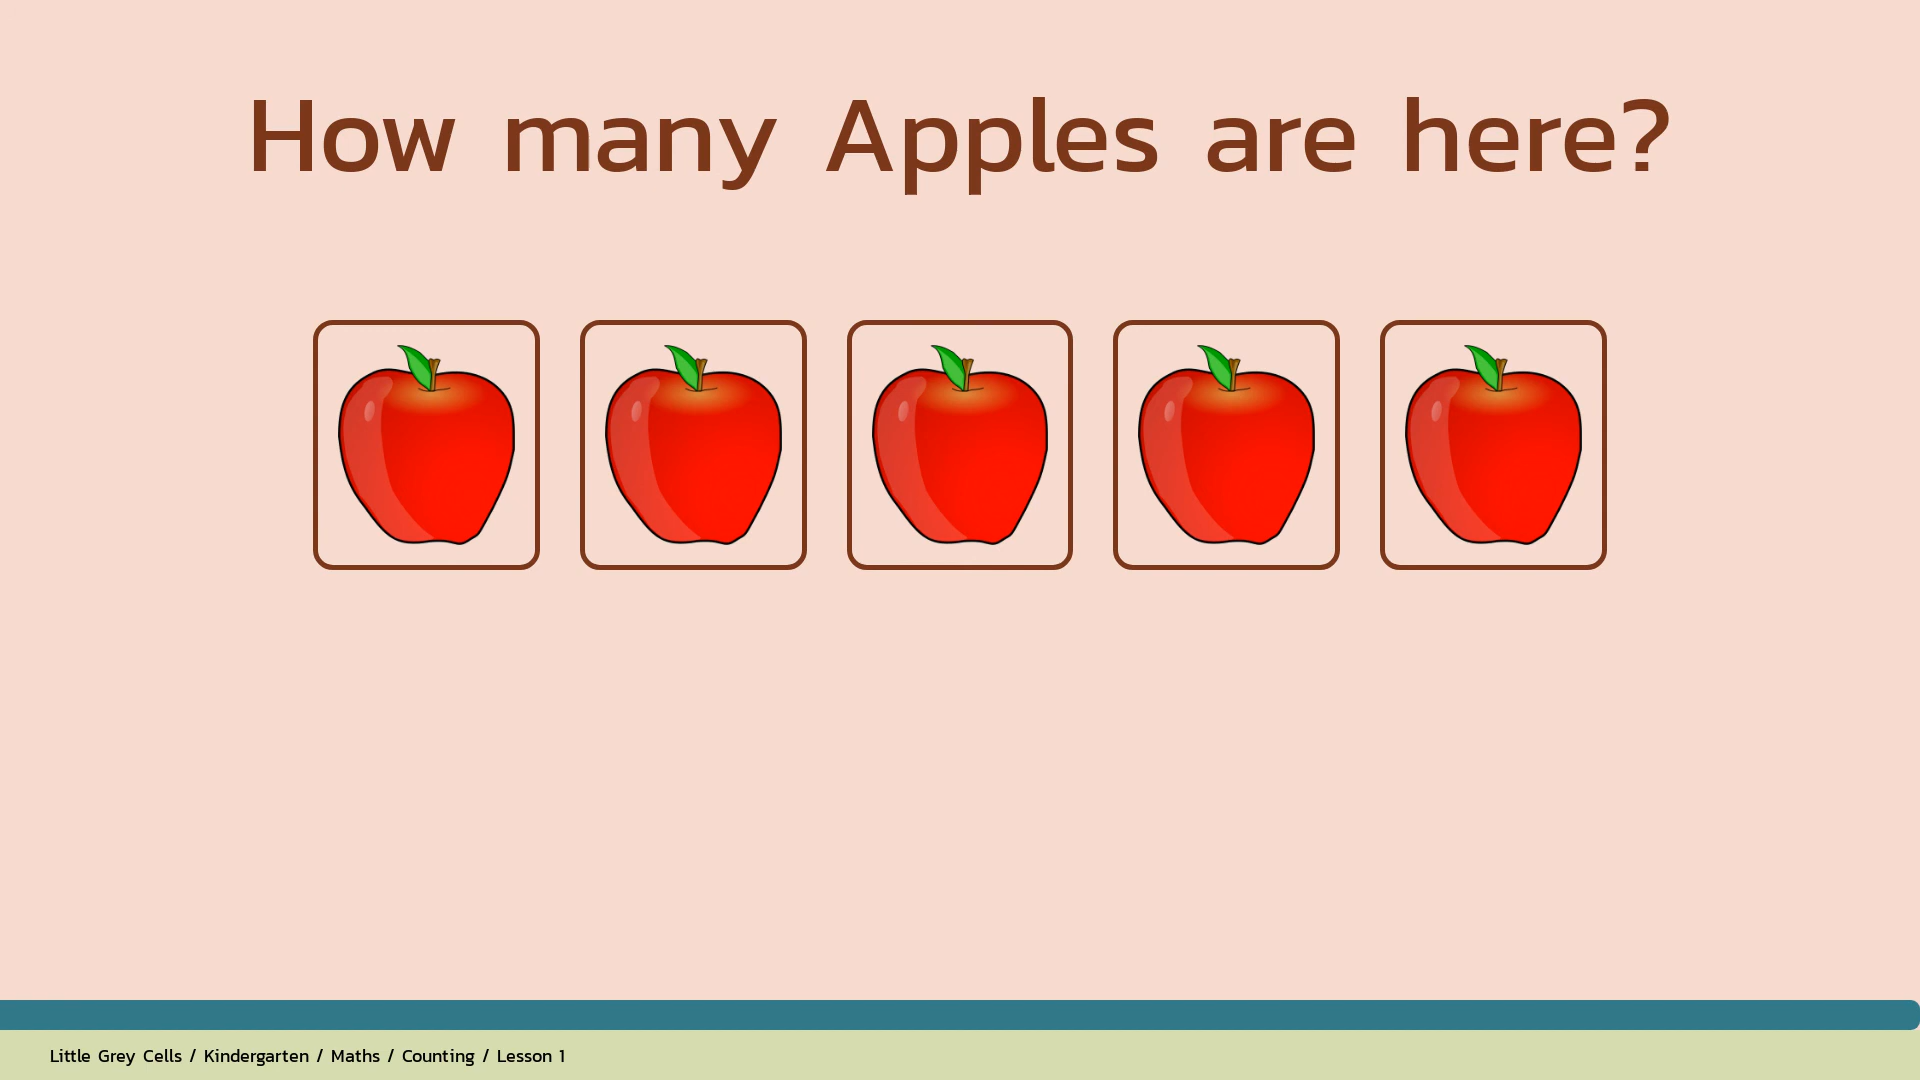 How many Apples are here?
Little Grey Cells / Kindergarten / Maths / Counting / Lesson 1